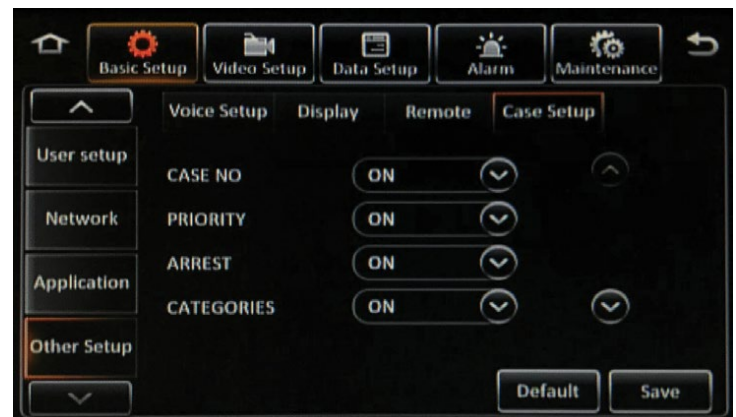 Basic Setup Video Setup Data Setup Alarm Maintenance
Voice Setup Display Remote Case Setup
User setup
CASE NO ON
Network
PRIORITY ON
ARREST ON
Application
CATEGORIES ON
Other Setup
Default Save